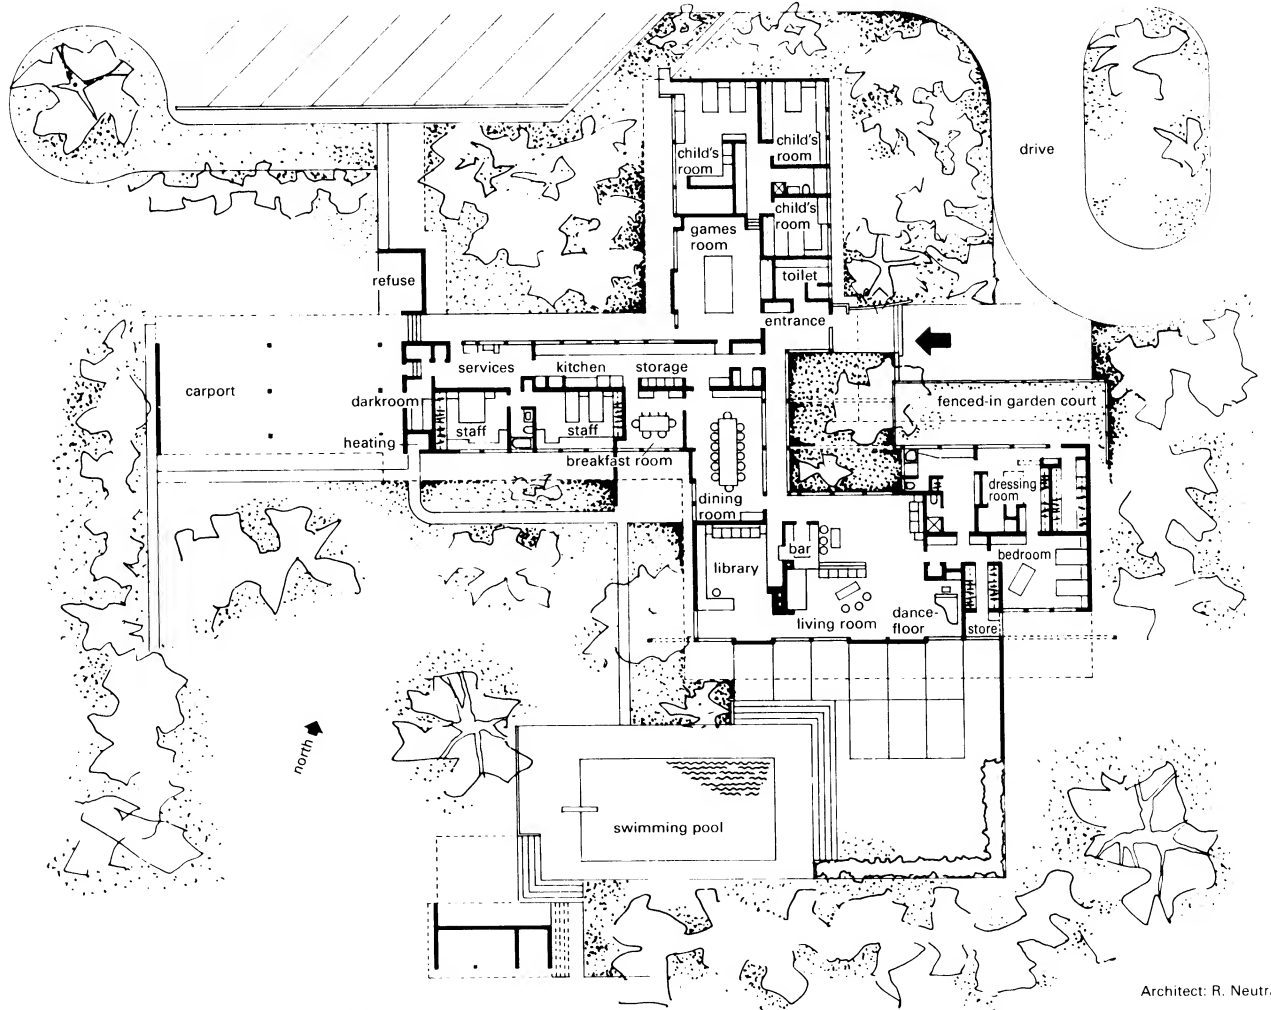 drive
child's
room
child's
room
child's
room
games
room
toilet
refuse
entrance
services
kitchen
storage
carport
darkroom
staff
staff
heating
breakfast room
fenced-in garden court
dressing
room
dining
room
bar
library
bedroom
living room
dance-
floor
store
north
swimming pool
Architect: R. Neutra